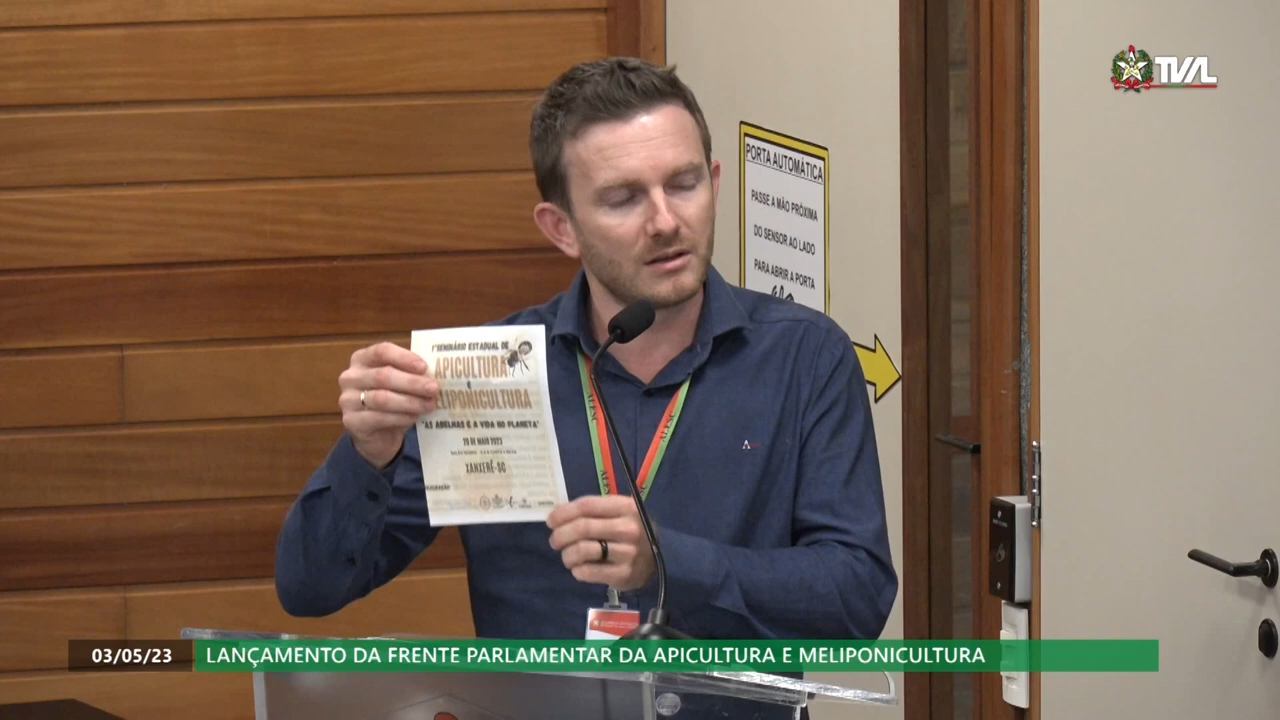 TVAL
PORTA AUTOMÁTICA
PASSE A MÃO PRÓXIMA
DO SENSOR AO LADO
PARA ABRIR A PORTA
1º SEMINÁRIO ESTADUAL DE
APICULTURA
E
MELIPONICULTURA
"AS ABELHAS E A VIDA NO PLANETA"
20 DE MAIO 2023
XANXERÊ-SC
ALESC
ALESC
03/05/23
LANÇAMENTO DA FRENTE PARLAMENTAR DA APICULTURA E MELIPONICULTURA